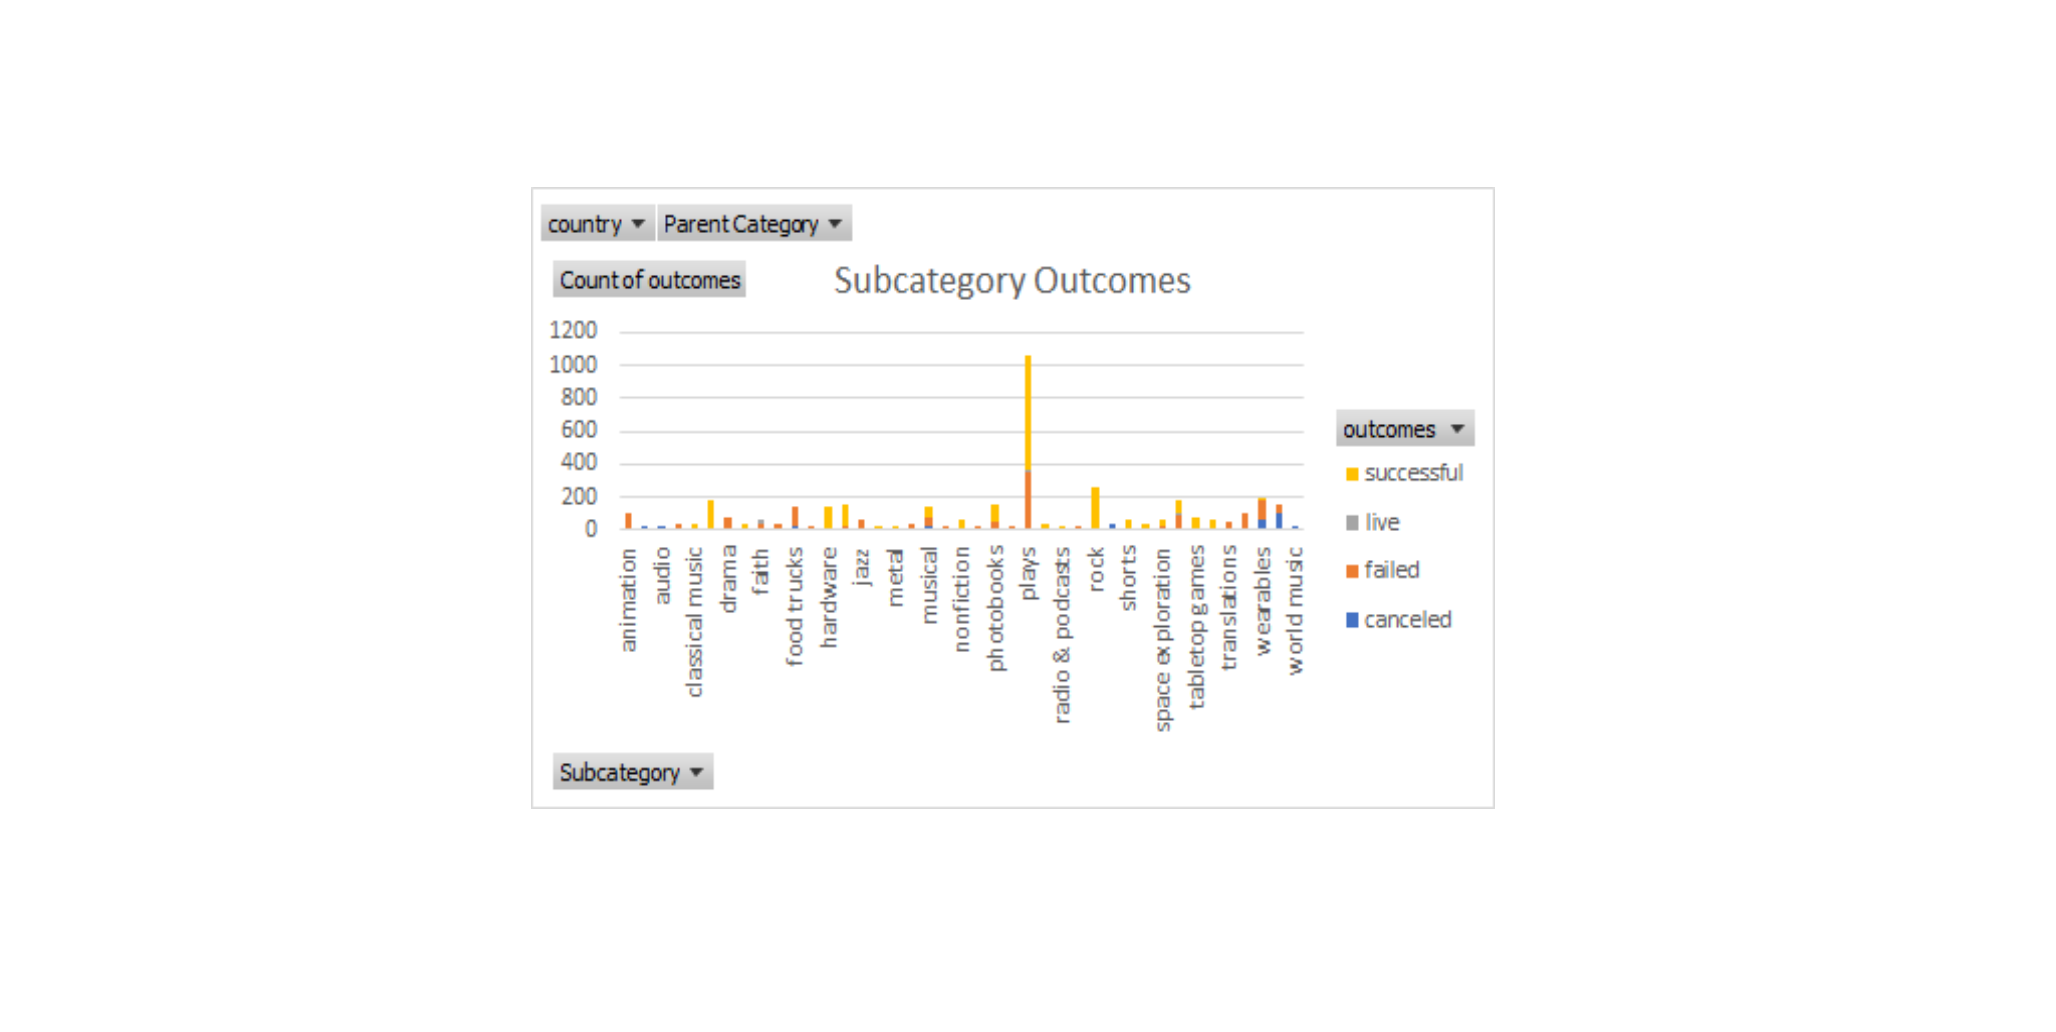 country Parent Category
Count of outcomes
Subcategory Outcomes
1200
1000
800
600
400
200
0
animation
audio
classical music
drama
faith
food trucks
hardware
jazz
metal
musical
nonfiction
photobooks
plays
radio & podcasts
rock
shorts
space exploration
tabletop games
translations
wearables
world music
outcomes
successful
live
failed
canceled
Subcategory